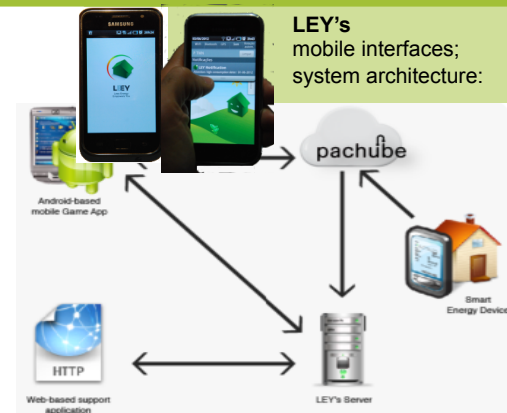 LEY's
mobile interfaces;
system architecture:
SAMSUNG
LEY
pachube
Android-based
mobile Game App
Smart
Energy Device
HTTP
Web-based support
application
LEY's Server